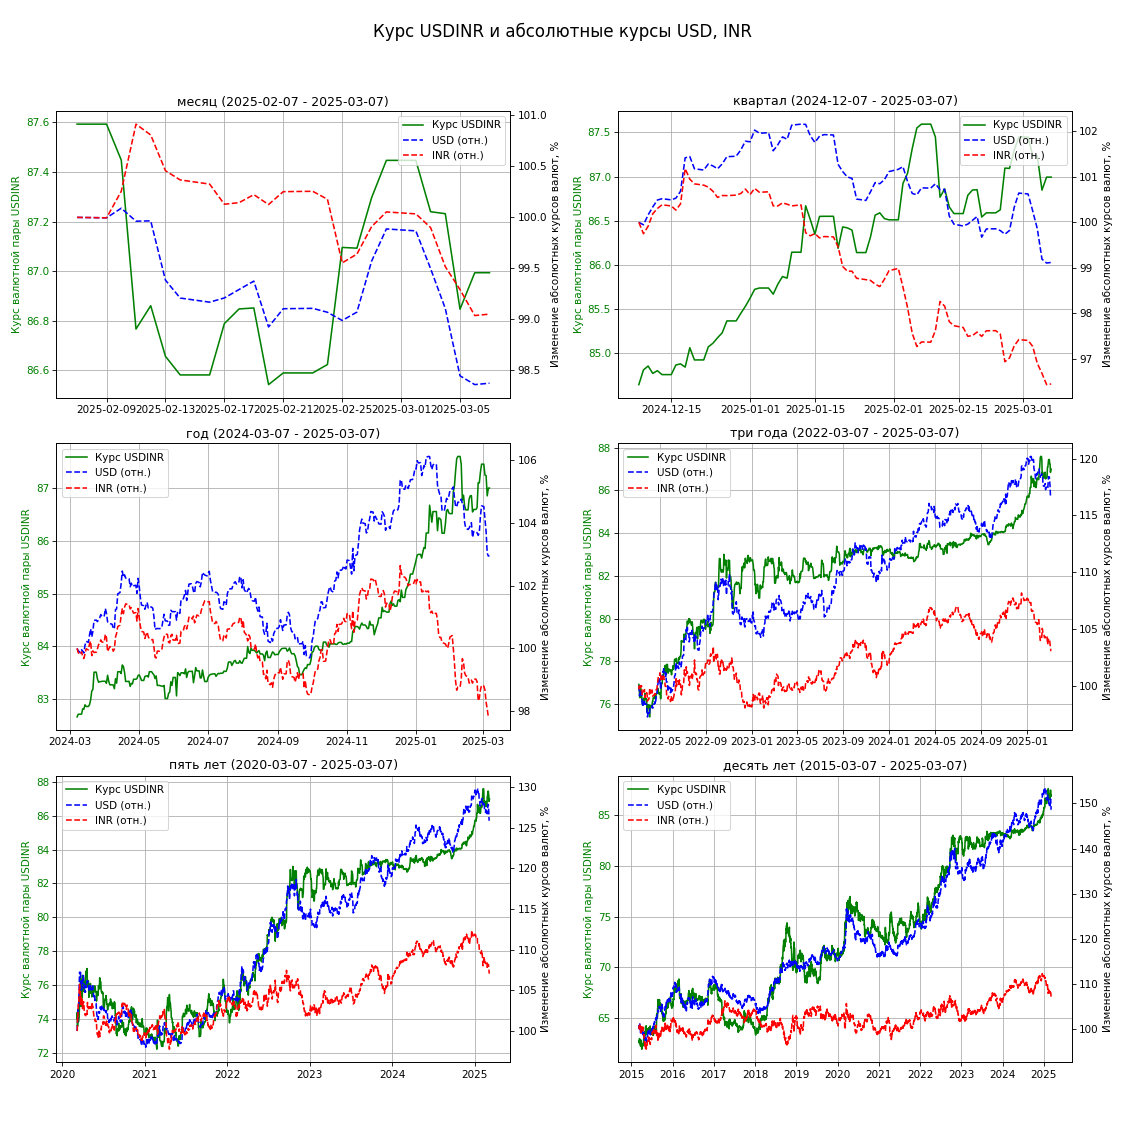 Курс USDINR и абсолютные курсы USD, INR
месяц (2025-02-07 - 2025-03-07)
Курс валютной пары USDINR
87.6
87.4
87.2
87.0
86.8
86.6
Курс USDINR
USD (отн.)
INR (отн.)
101.0
100.5
100.0
99.5
99.0
98.5
Изменение абсолютных курсов валют, %
2025-02-09 2025-02-13 2025-02-17 2025-02-21 2025-02-25 2025-03-01 2025-03-05
квартал (2024-12-07 - 2025-03-07)
Курс валютной пары USDINR
87.5
87.0
86.5
86.0
85.5
85.0
Курс USDINR
USD (отн.)
INR (отн.)
102
101
100
99
98
97
Изменение абсолютных курсов валют, %
2024-12-15 2025-01-01 2025-01-15 2025-02-01 2025-02-15 2025-03-01
год (2024-03-07 - 2025-03-07)
Курс валютной пары USDINR
87
86
85
84
83
Курс USDINR
USD (отн.)
INR (отн.)
106
104
102
100
98
Изменение абсолютных курсов валют, %
2024-03 2024-05 2024-07 2024-09 2024-11 2025-01 2025-03
три года (2022-03-07 - 2025-03-07)
Курс валютной пары USDINR
88
86
84
82
80
78
76
Курс USDINR
USD (отн.)
INR (отн.)
120
115
110
105
100
Изменение абсолютных курсов валют, %
2022-05 2022-09 2023-01 2023-05 2023-09 2024-01 2024-05 2024-09 2025-01
пять лет (2020-03-07 - 2025-03-07)
Курс валютной пары USDINR
88
86
84
82
80
78
76
74
72
Курс USDINR
USD (отн.)
INR (отн.)
130
125
120
115
110
105
100
Изменение абсолютных курсов валют, %
2020 2021 2022 2023 2024 2025
десять лет (2015-03-07 - 2025-03-07)
Курс валютной пары USDINR
85
80
75
70
65
Курс USDINR
USD (отн.)
INR (отн.)
150
140
130
120
110
100
Изменение абсолютных курсов валют, %
2015 2016 2017 2018 2019 2020 2021 2022 2023 2024 2025